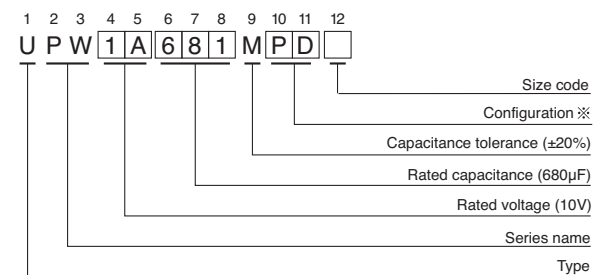 1 2 3 4 5 6 7 8 9 10 11 12
U P W 1 A 6 8 1 M P D
Size code
Configuration ※
Capacitance tolerance (±20%)
Rated capacitance (680µF)
Rated voltage (10V)
Series name
Type